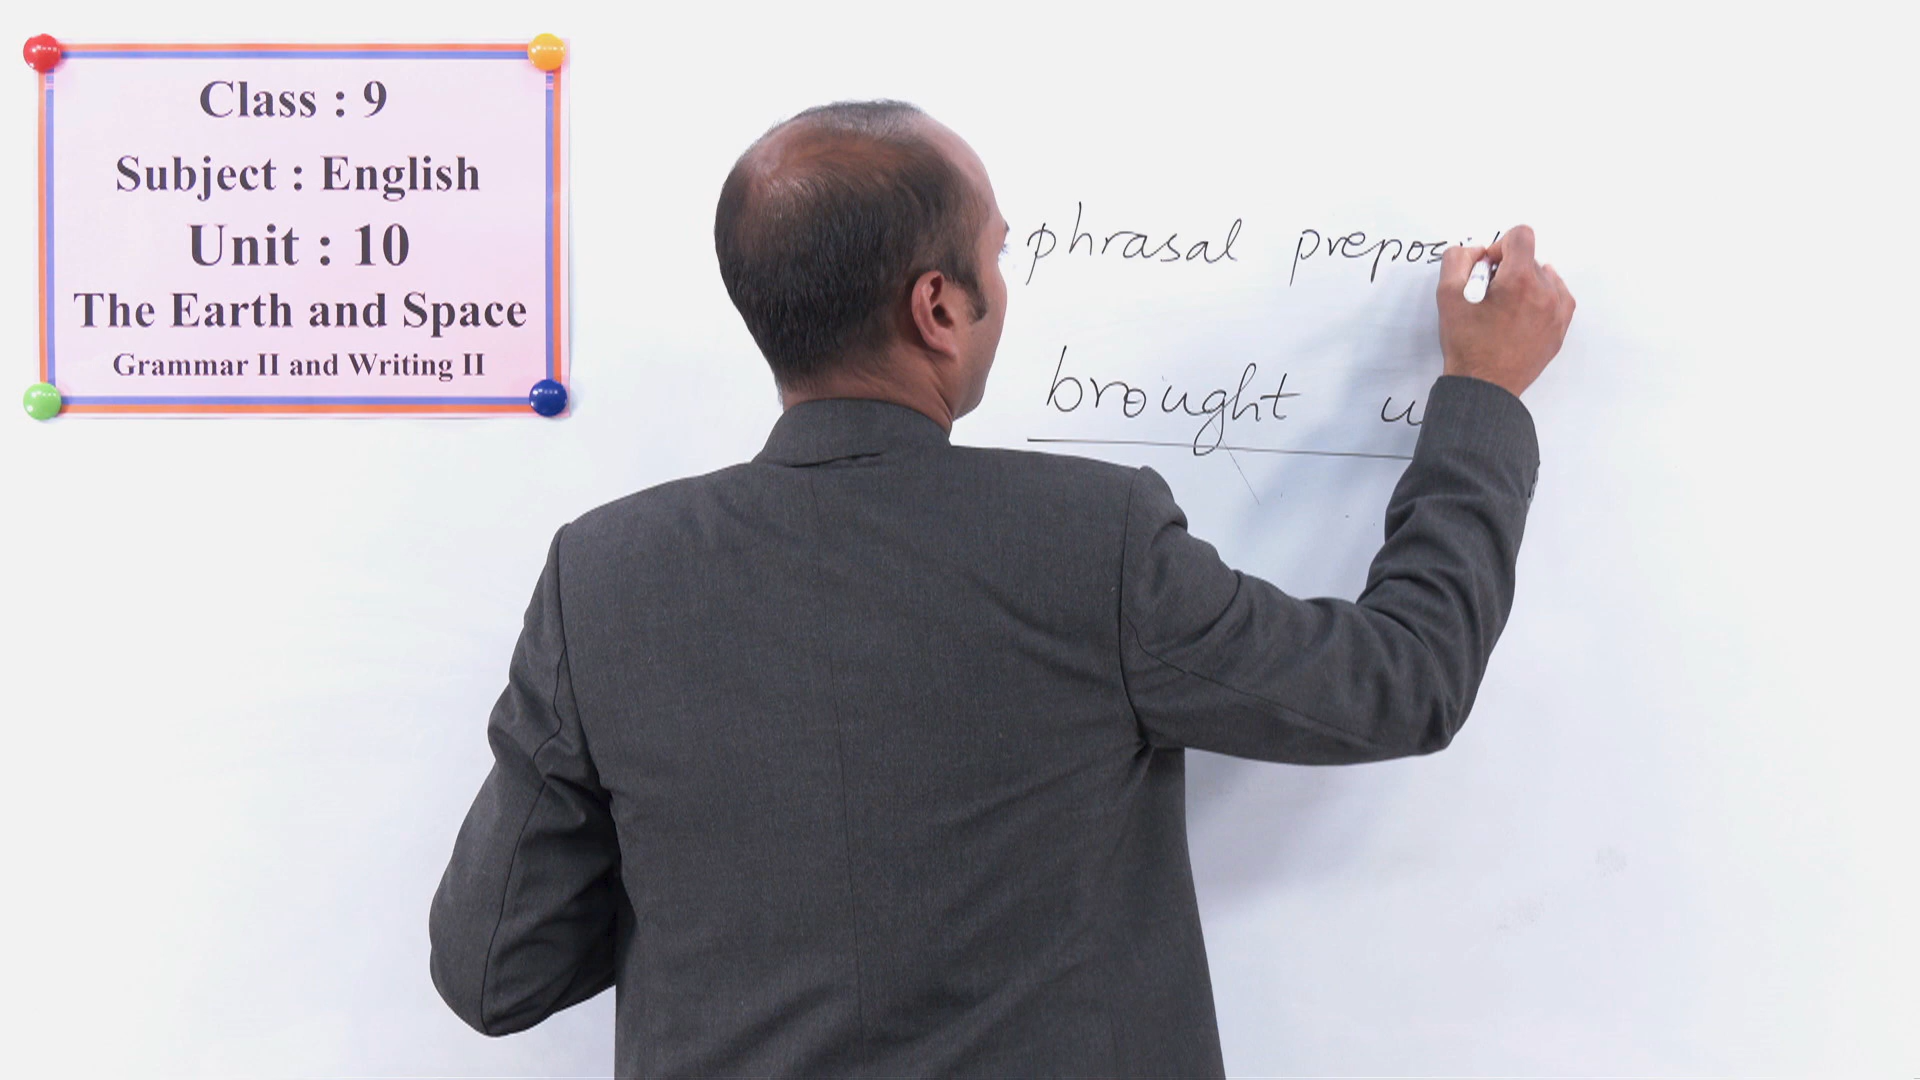 Class : 9
Subject : English
Unit : 10
The Earth and Space
Grammar II and Writing II
phrasal
brought